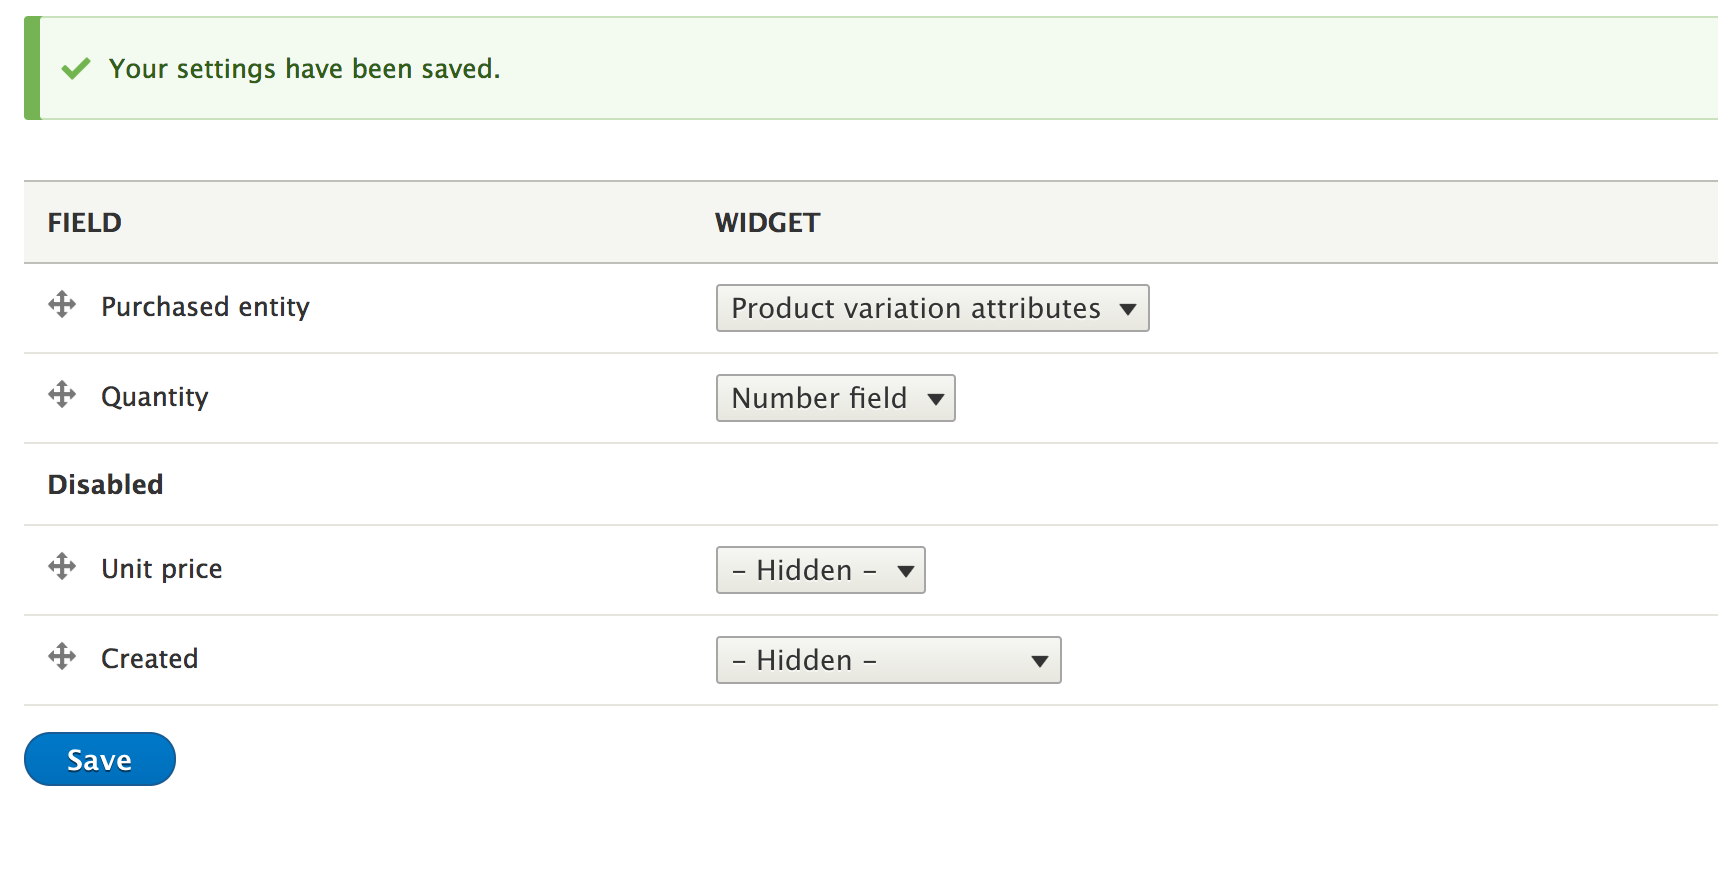 Your settings have been saved.
FIELD WIDGET
Purchased entity Product variation attributes
Quantity Number field
Disabled
Unit price – Hidden –
Created – Hidden –
Save